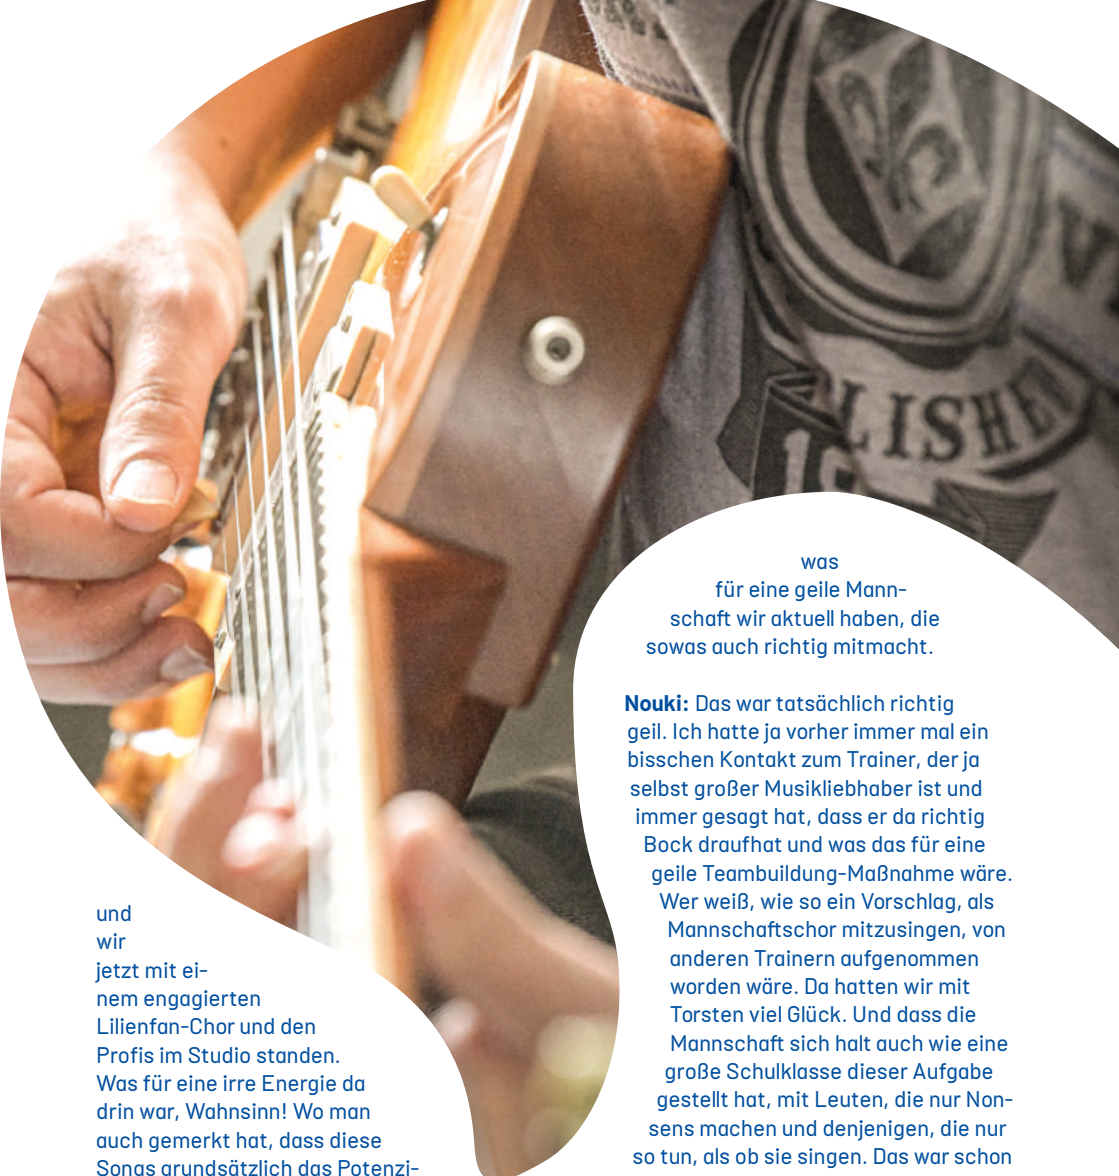 LISHE
und
wir
jetzt mit ei-
nem engagierten
Lilienfan-Chor und den
Profis im Studio standen.
Was für eine irre Energie da
drin war, Wahnsinn! Wo man
auch gemerkt hat, dass diese
Songs grundsätzlich das Potenzi-
was
für eine geile Mann-
schaft wir aktuell haben, die
sowas auch richtig mitmacht.
Nouki: Das war tatsächlich richtig
geil. Ich hatte ja vorher immer mal ein
bisschen Kontakt zum Trainer, der ja
selbst großer Musikliebhaber ist und
immer gesagt hat, dass er da richtig
Bock draufhat und was das für eine
geile Teambuildung-Maßnahme wäre.
Wer weiß, wie so ein Vorschlag, als
Mannschaftschor mitzusingen, von
anderen Trainern aufgenommen
worden wäre. Da hatten wir mit
Torsten viel Glück. Und dass die
Mannschaft sich halt auch wie eine
große Schulklasse dieser Aufgabe
gestellt hat, mit Leuten, die nur Non-
sens machen und denjenigen, die nur
so tun, als ob sie singen. Das war schon